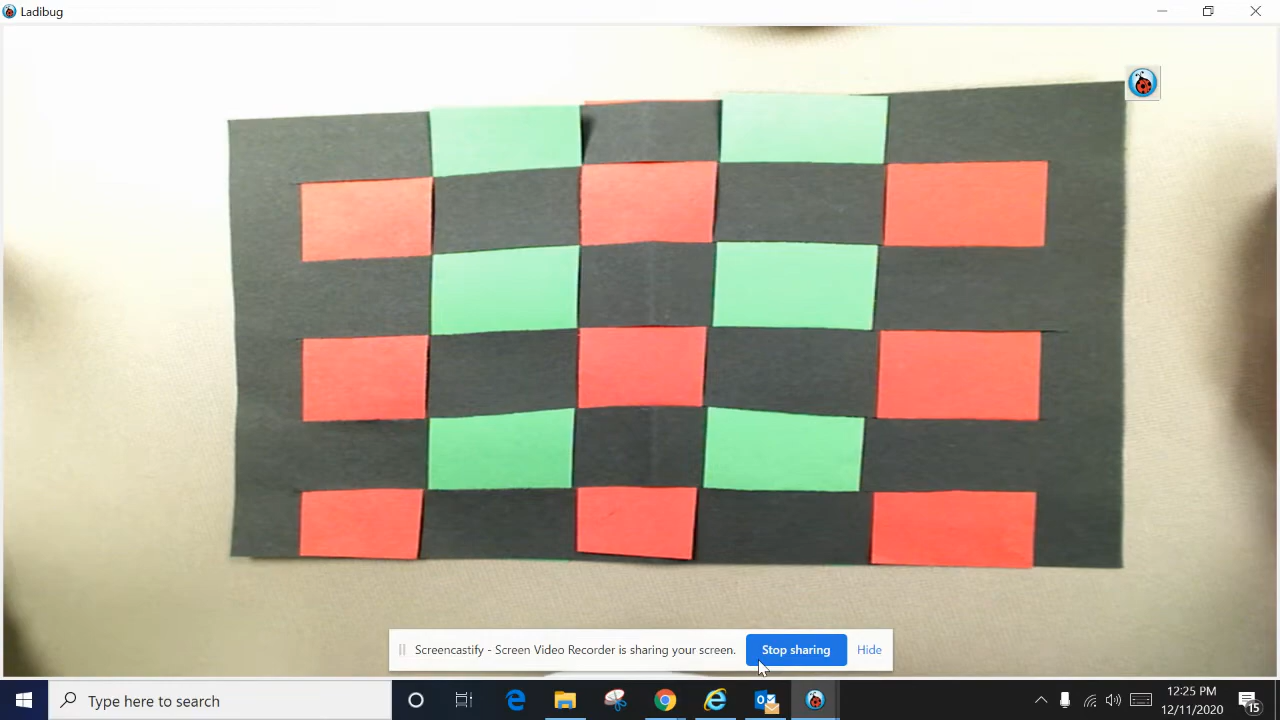 Ladibug
Screencastify - Screen Video Recorder is sharing your screen.
Stop sharing
Hide
Type here to search
12:25 PM
12/11/2020
15